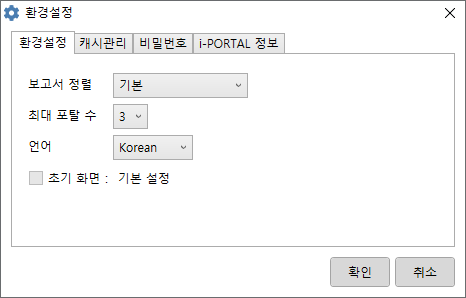 환경설정
환경설정 캐시관리 비밀번호 i-PORTAL 정보
보고서 정렬 기본
최대 포탈 수 3
언어 Korean
초기 화면 : 기본 설정
확인 취소